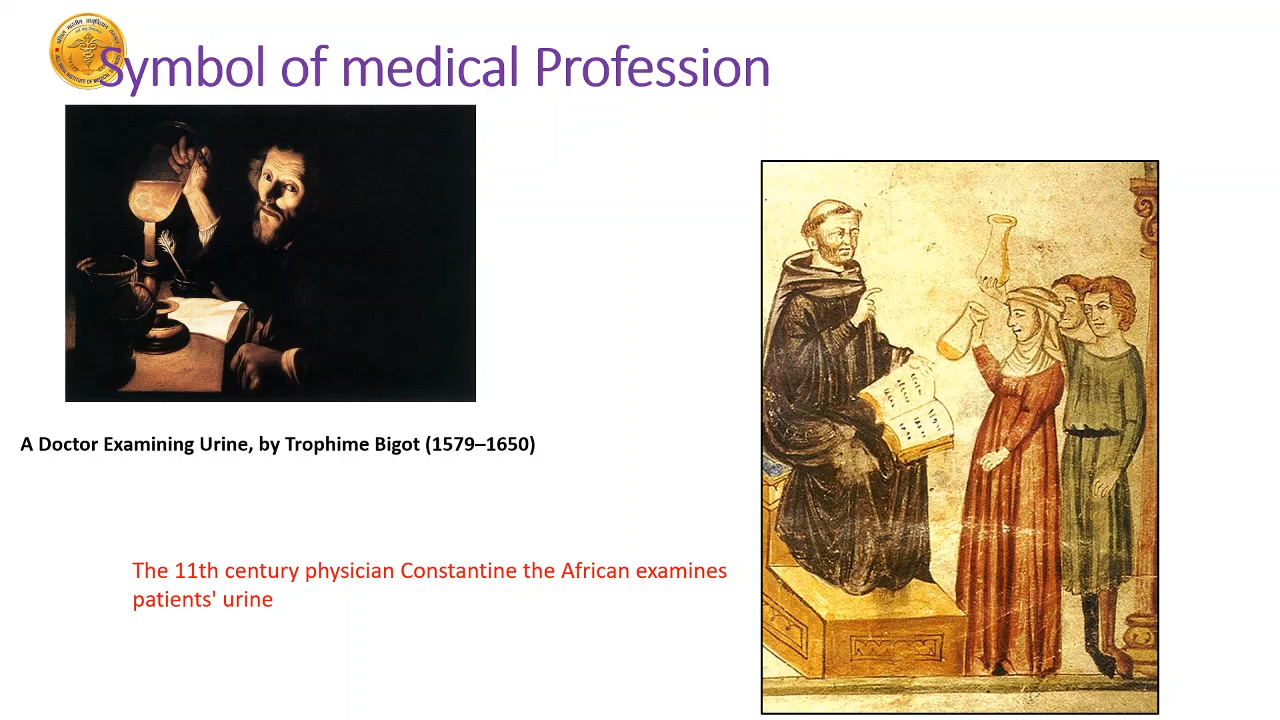 Symbol of medical Profession
A Doctor Examining Urine, by Trophime Bigot (1579–1650)
The 11th century physician Constantine the African examines
patients' urine